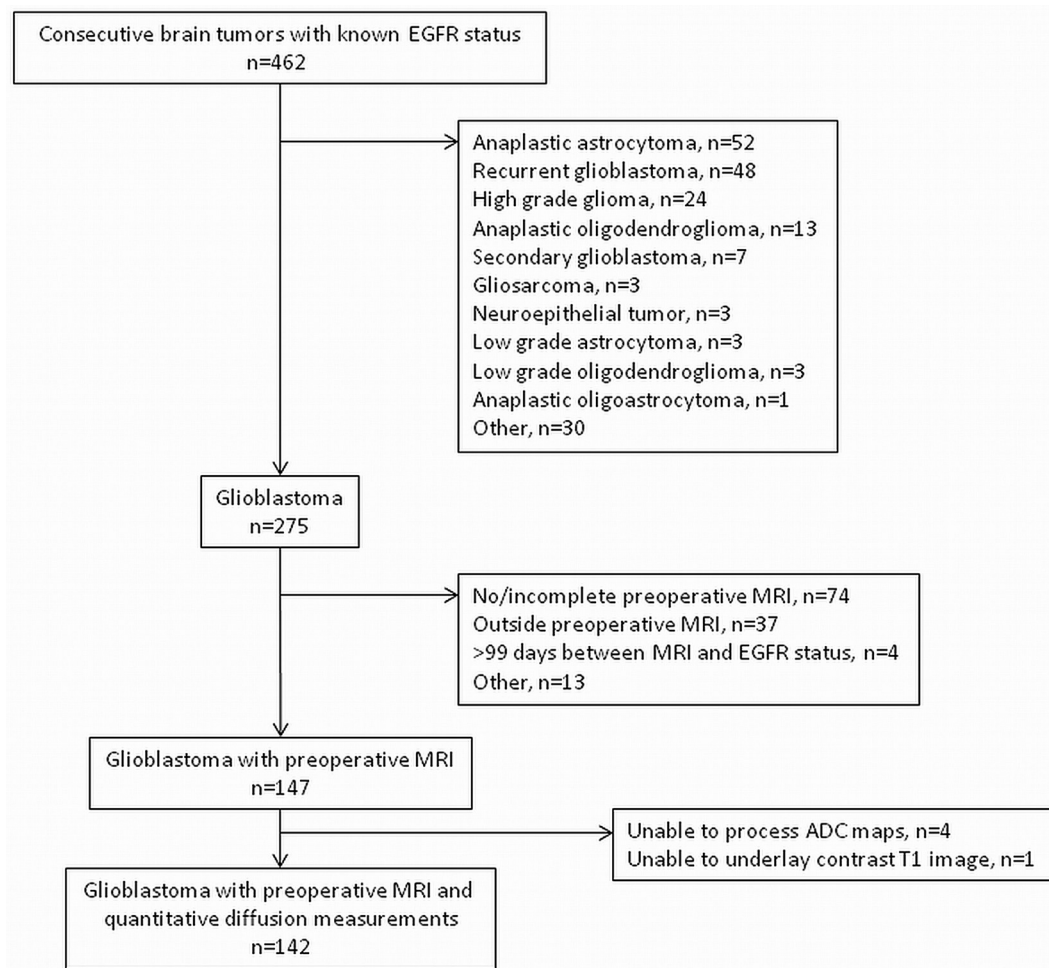 Consecutive brain tumors with known EGFR status
n=462
Anaplastic astrocytoma, n=52
Recurrent glioblastoma, n=48
High grade glioma, n=24
Anaplastic oligodendroglioma, n=13
Secondary glioblastoma, n=7
Gliosarcoma, n=3
Neuroepithelial tumor, n=3
Low grade astrocytoma, n=3
Low grade oligodendroglioma, n=3
Anaplastic oligoastrocytoma, n=1
Other, n=30
Glioblastoma
n=275
No/incomplete preoperative MRI, n=74
Outside preoperative MRI, n=37
>99 days between MRI and EGFR status, n=4
Other, n=13
Glioblastoma with preoperative MRI
n=147
Unable to process ADC maps, n=4
Unable to underlay contrast T1 image, n=1
Glioblastoma with preoperative MRI and
quantitative diffusion measurements
n=142